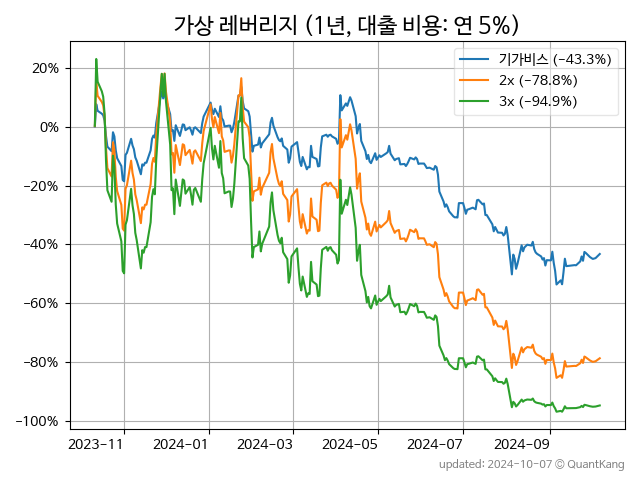 가상 레버리지 (1년, 대출 비용: 연 5%)
기가비스 (−43.3%)
2x (−78.8%)
3x (−94.9%)
20%
0%
−20%
−40%
−60%
−80%
−100%
2023-11
2024-01
2024-03
2024-05
2024-07
2024-09
updated: 2024-10-07 © QuantKang